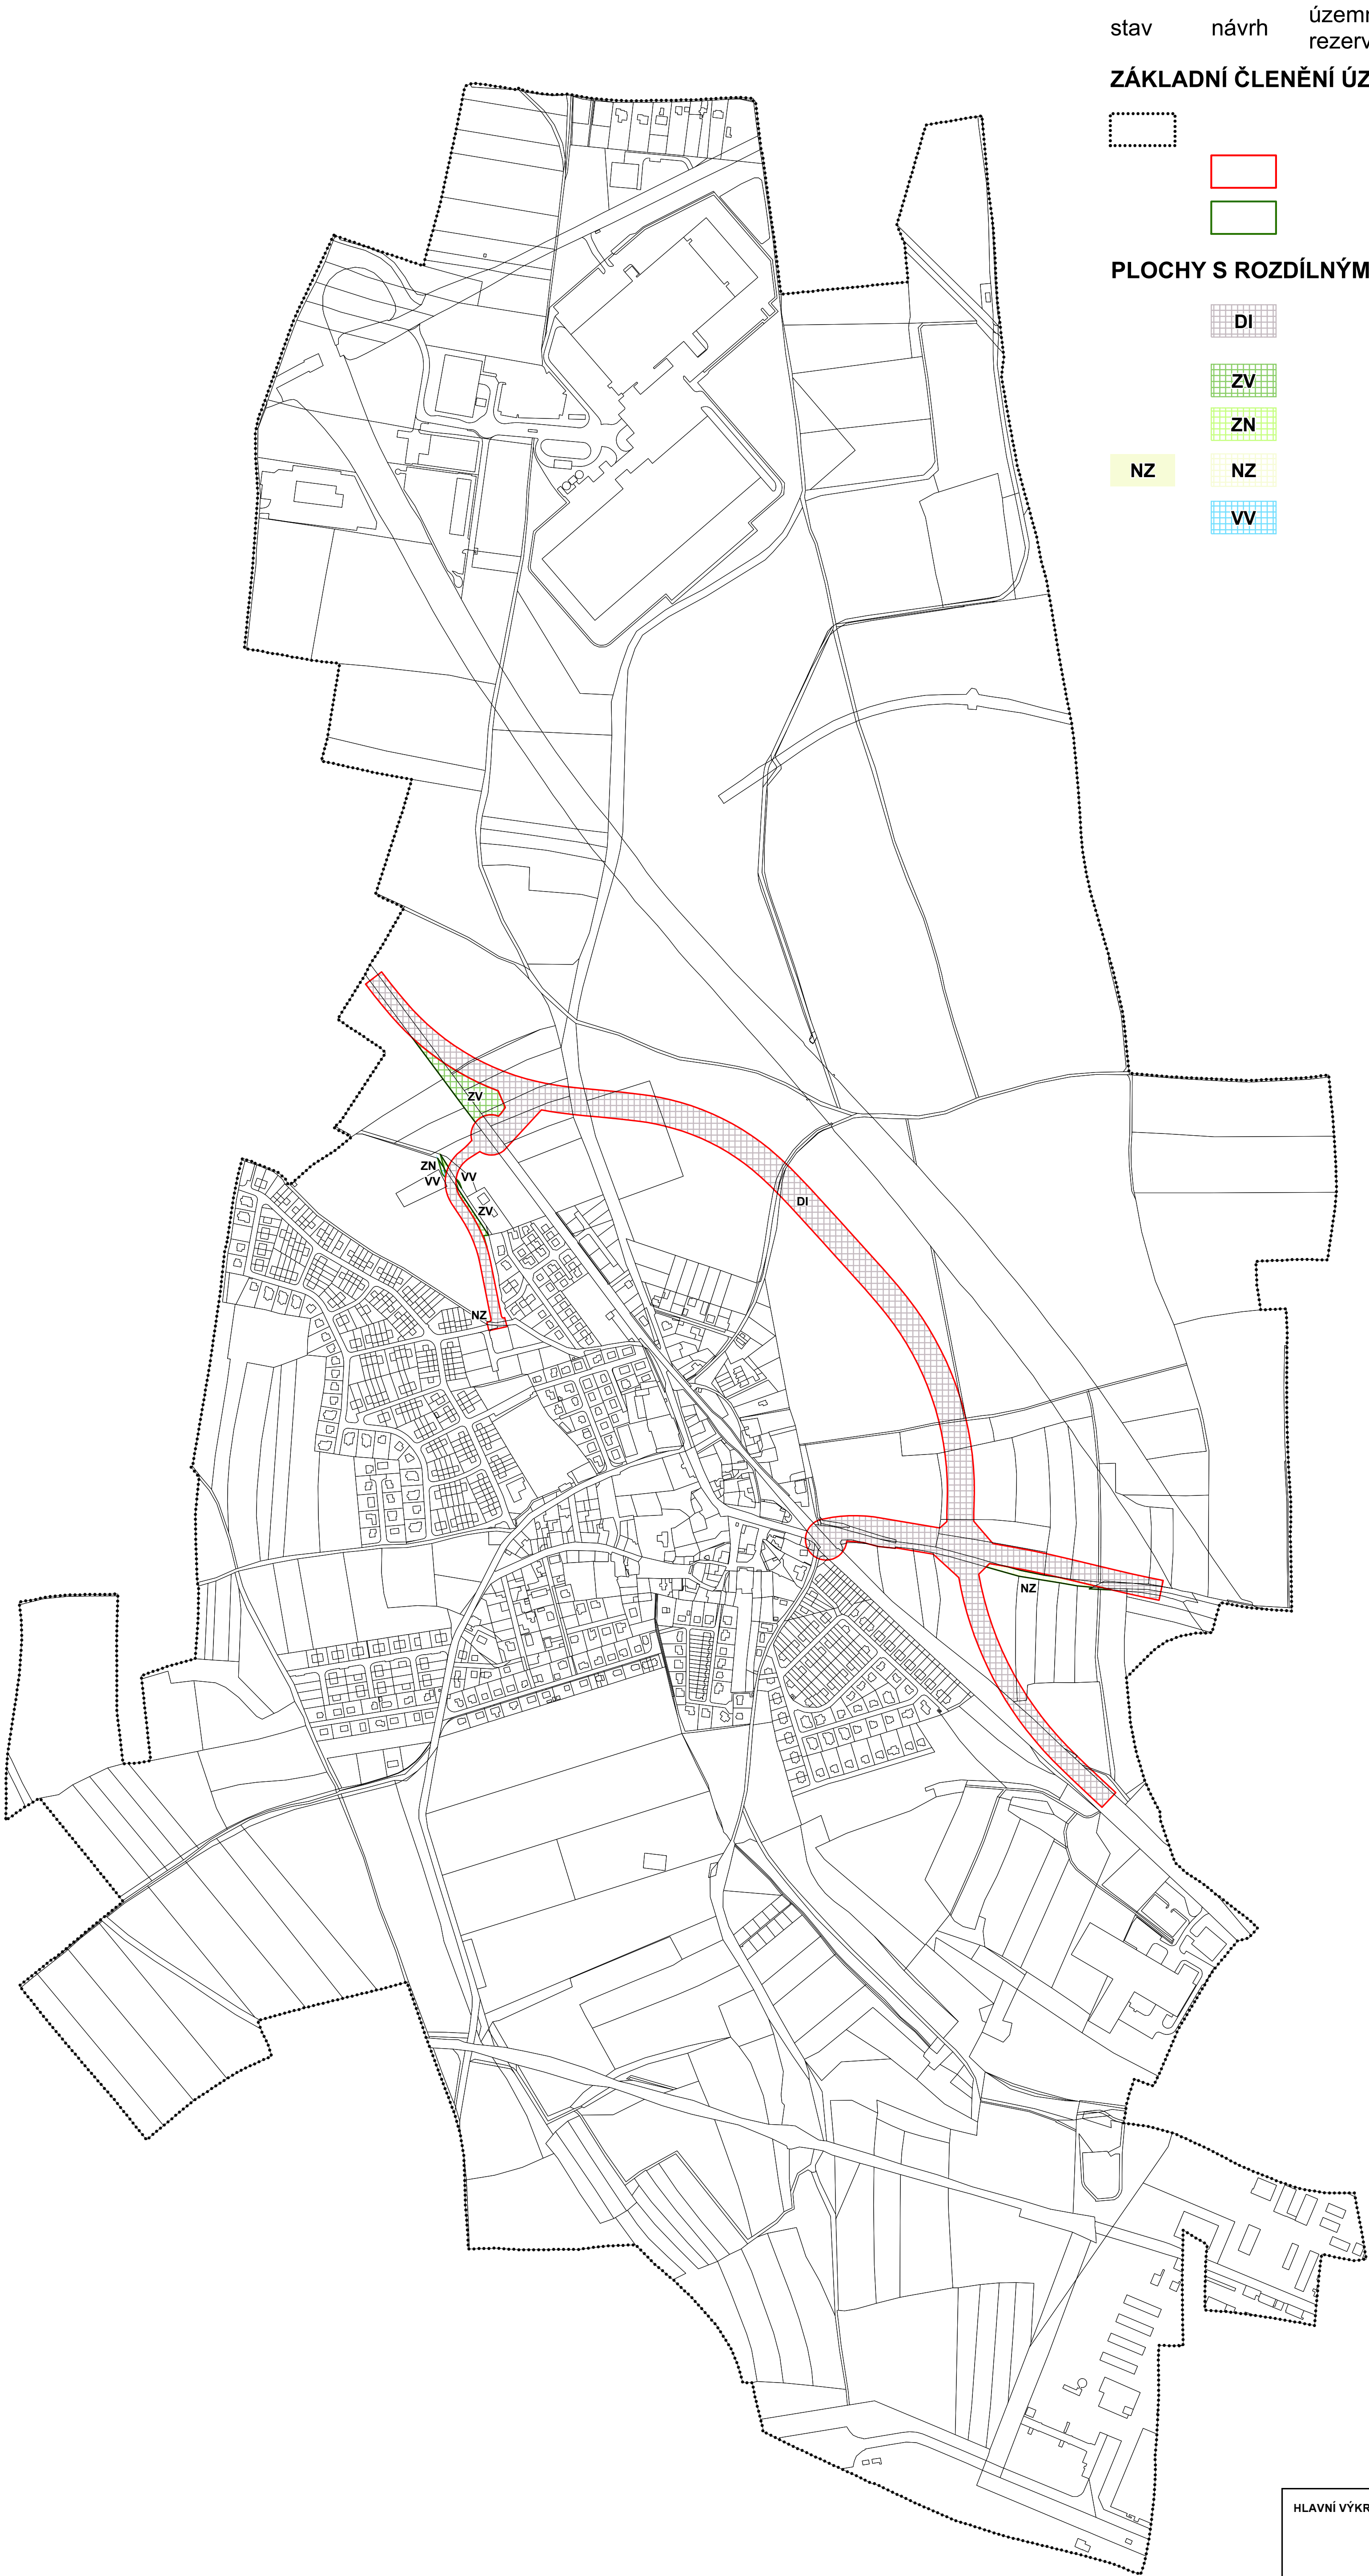 stav návrh územn
rezerv
ZÁKLADNÍ ČLENĚNÍ ÚZ
PLOCHY S ROZDÍLNÝM
DI
ZV
ZN
NZ NZ
VV
ZV
ZN
VV VV
ZV
DI
NZ
NZ
HLAVNÍ VÝKR